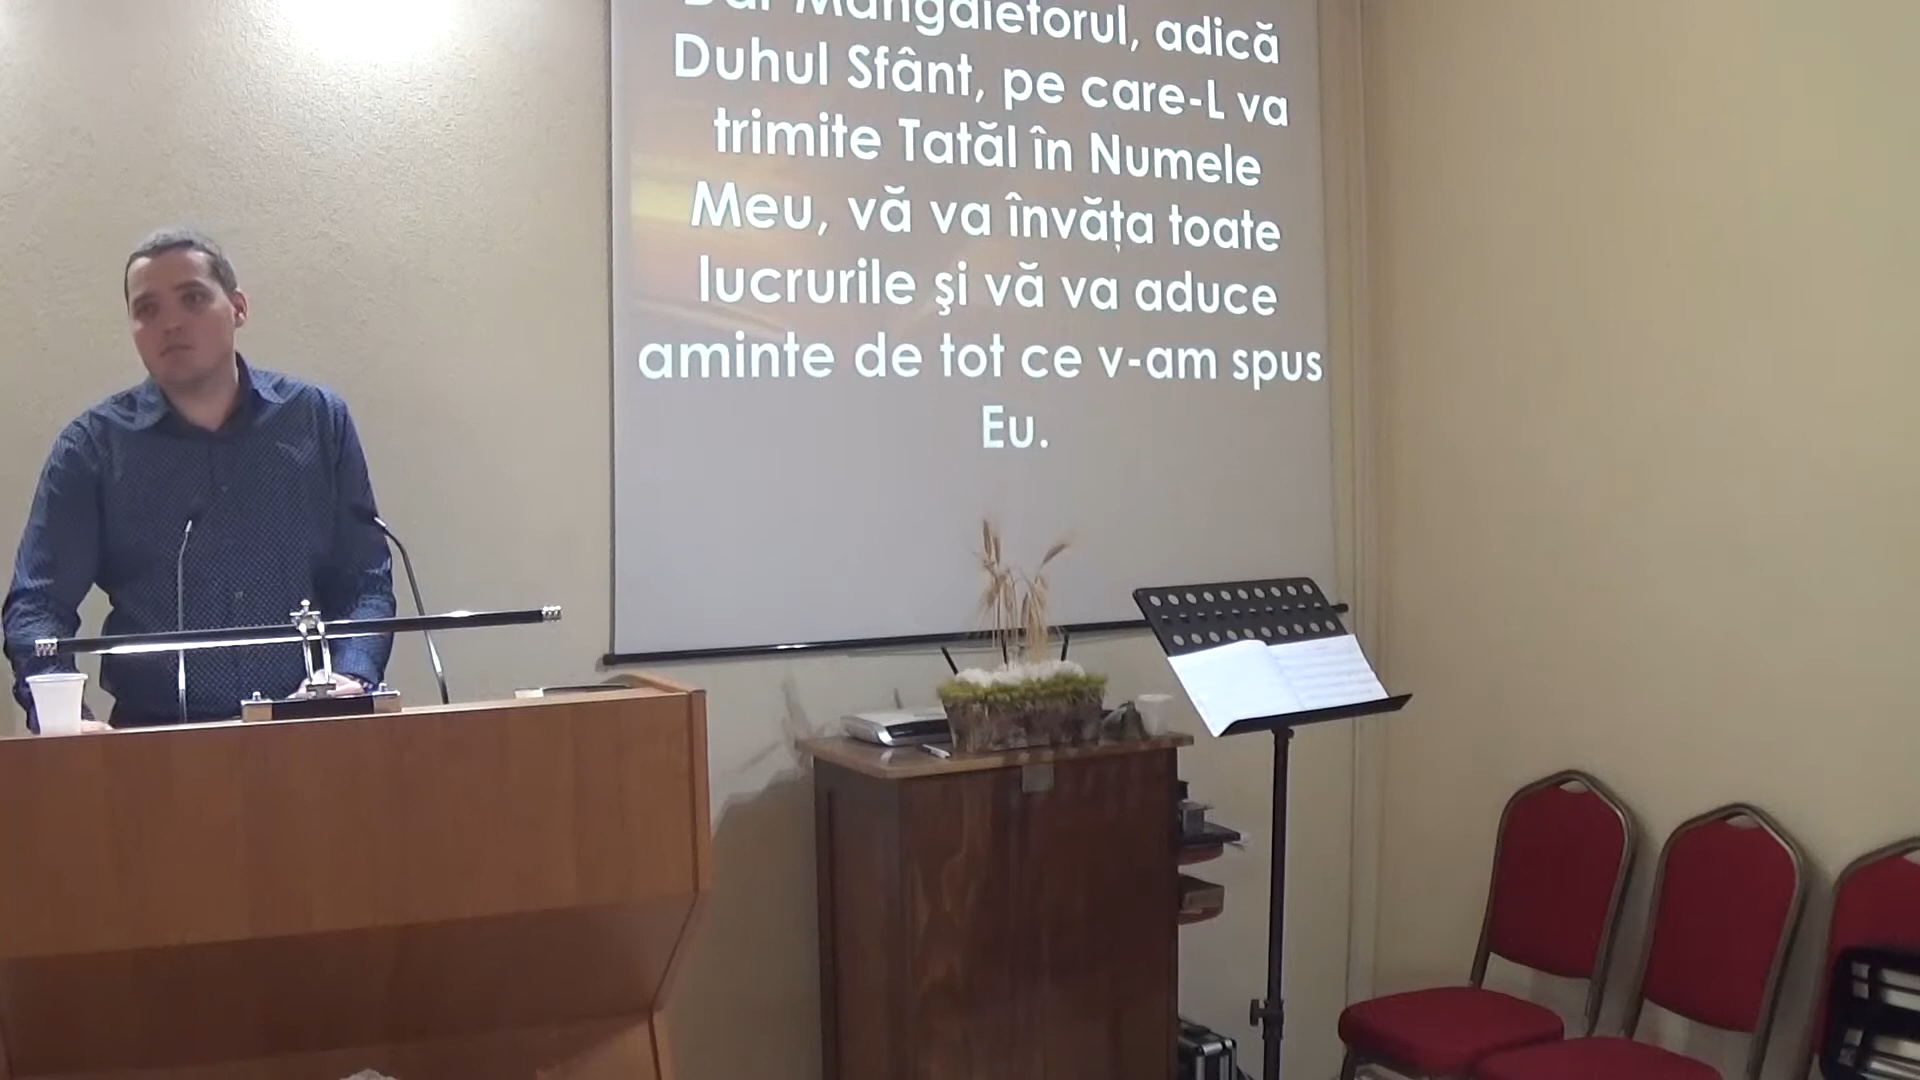 Dar Mângâietorul, adică
Duhul Sfânt, pe care-L va
trimite Tatăl în Numele
Meu, vă va învăța toate
lucrurile şi vă va aduce
aminte de tot ce v-am spus
Eu.